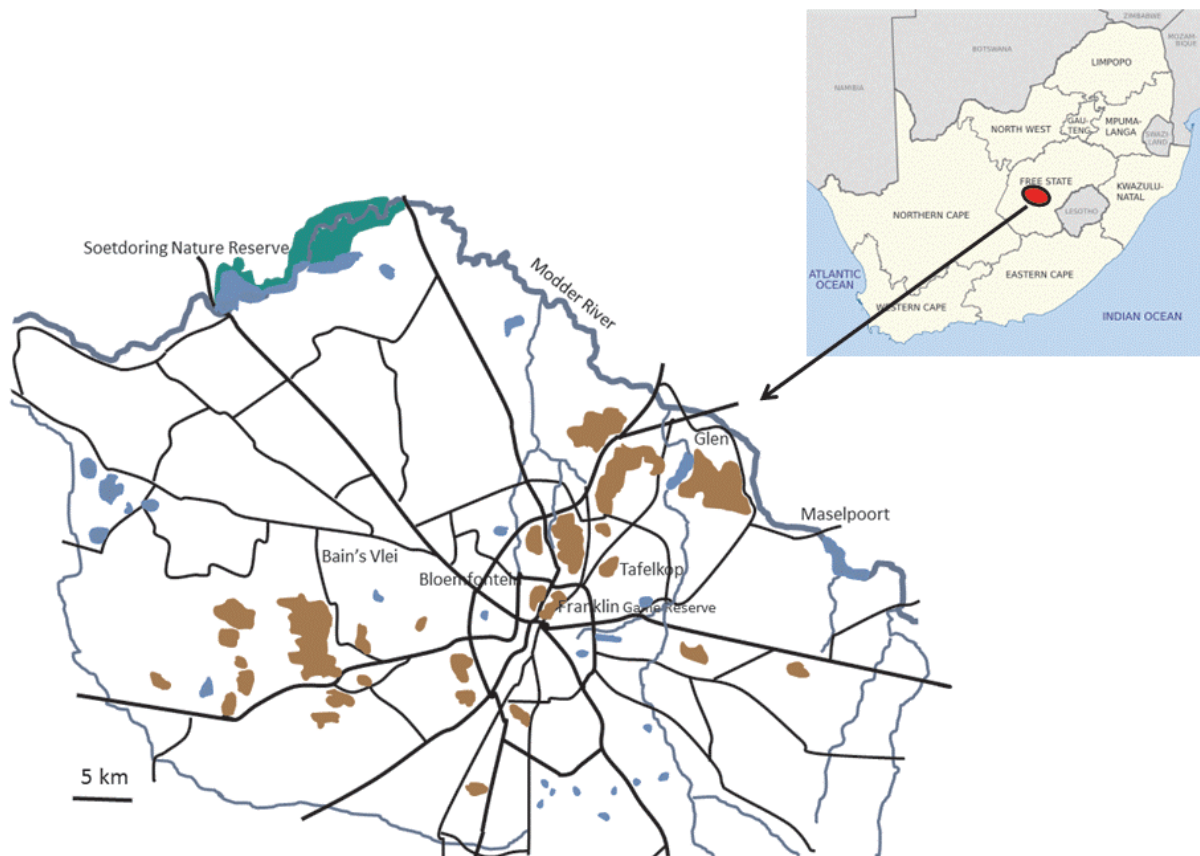 ZIMBABWE
BOTSWANA
MOZAM-
BIQUE
LIMPOPO
NAMIBIA
NORTH WEST
GAU-
TENG
MPUMA-
LANGA
SWAZI-
LAND
FREE STATE
KWAZULU-
NATAL
LESOTHO
NORTHERN CAPE
ATLANTIC
OCEAN
EASTERN CAPE
WESTERN CAPE
INDIAN OCEAN
Soetdoring Nature Reserve
Modder River
Glen
Maselpoort
Bain's Vlei
Bloemfontein
Tafelkop
Franklin Game Reserve
5 km